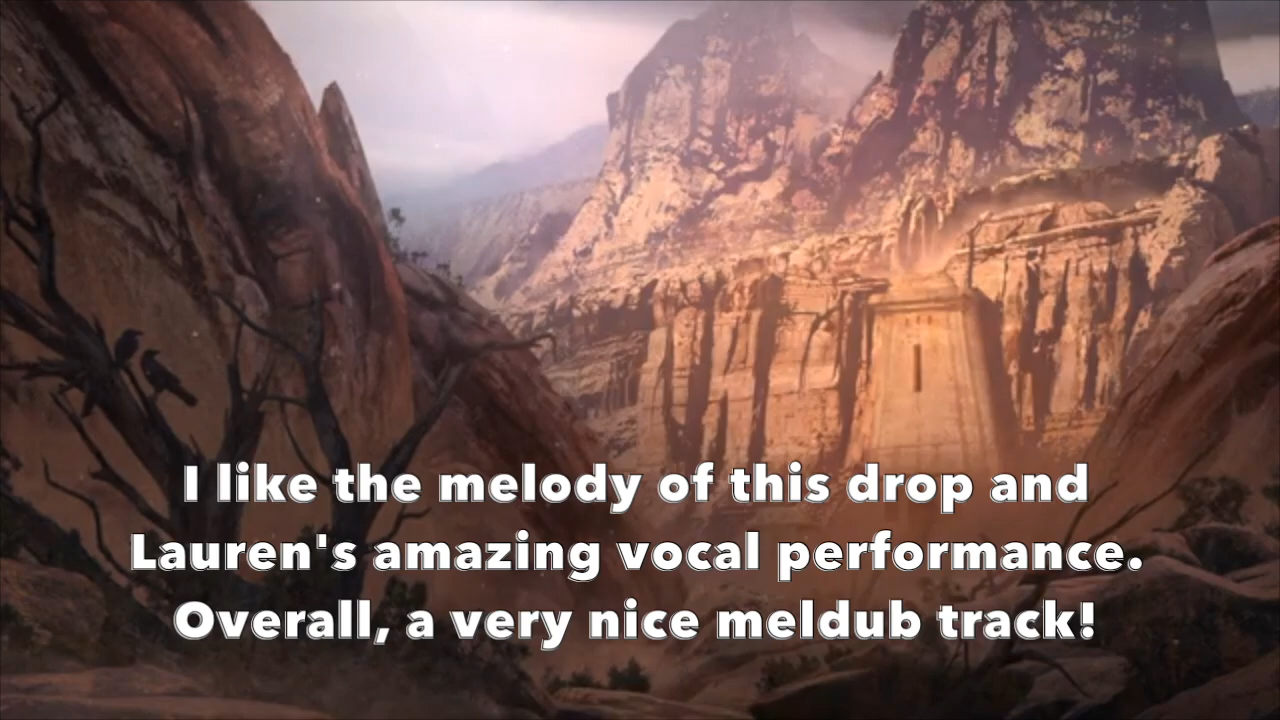 I like the melody of this drop and
Lauren's amazing vocal performance.
Overall, a very nice meldub track!